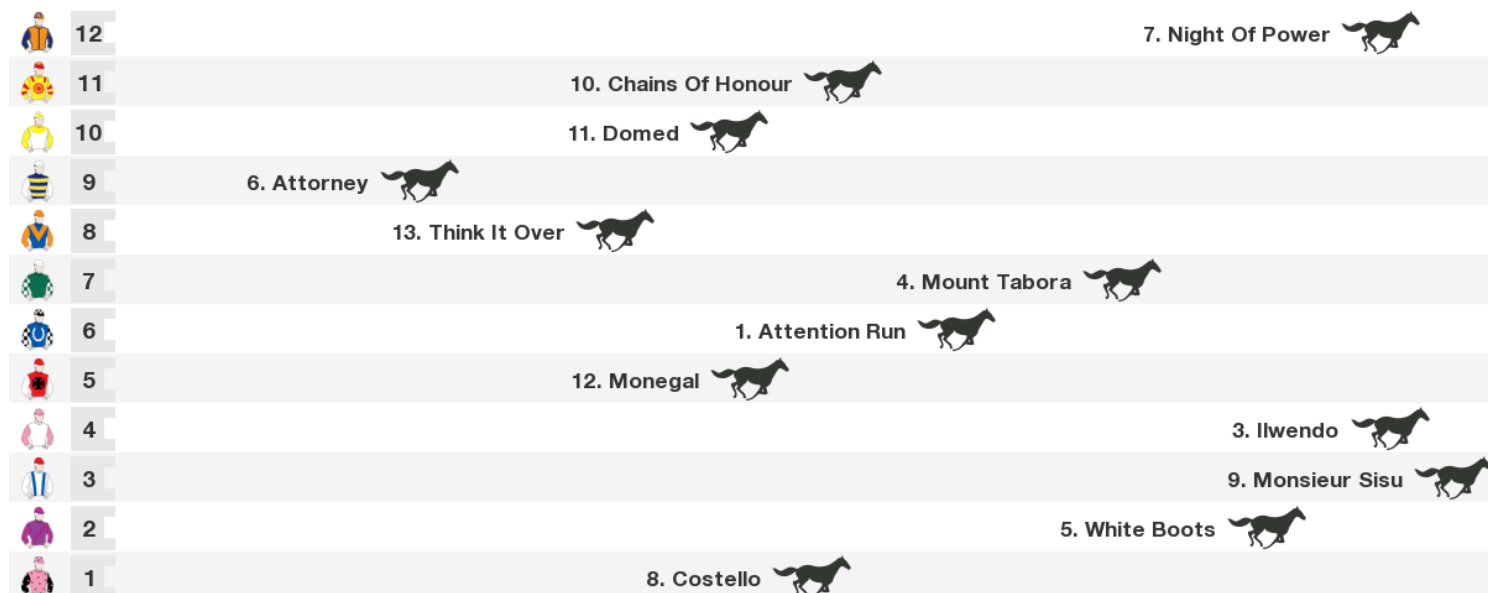 12 7. Night Of Power
11 10. Chains Of Honour
10 11. Domed
9 6. Attorney
8 13. Think It Over
7 4. Mount Tabora
6 1. Attention Run
5 12. Monegal
4 3. Ilwendo
3 9. Monsieur Sisu
2 5. White Boots
1 8. Costello